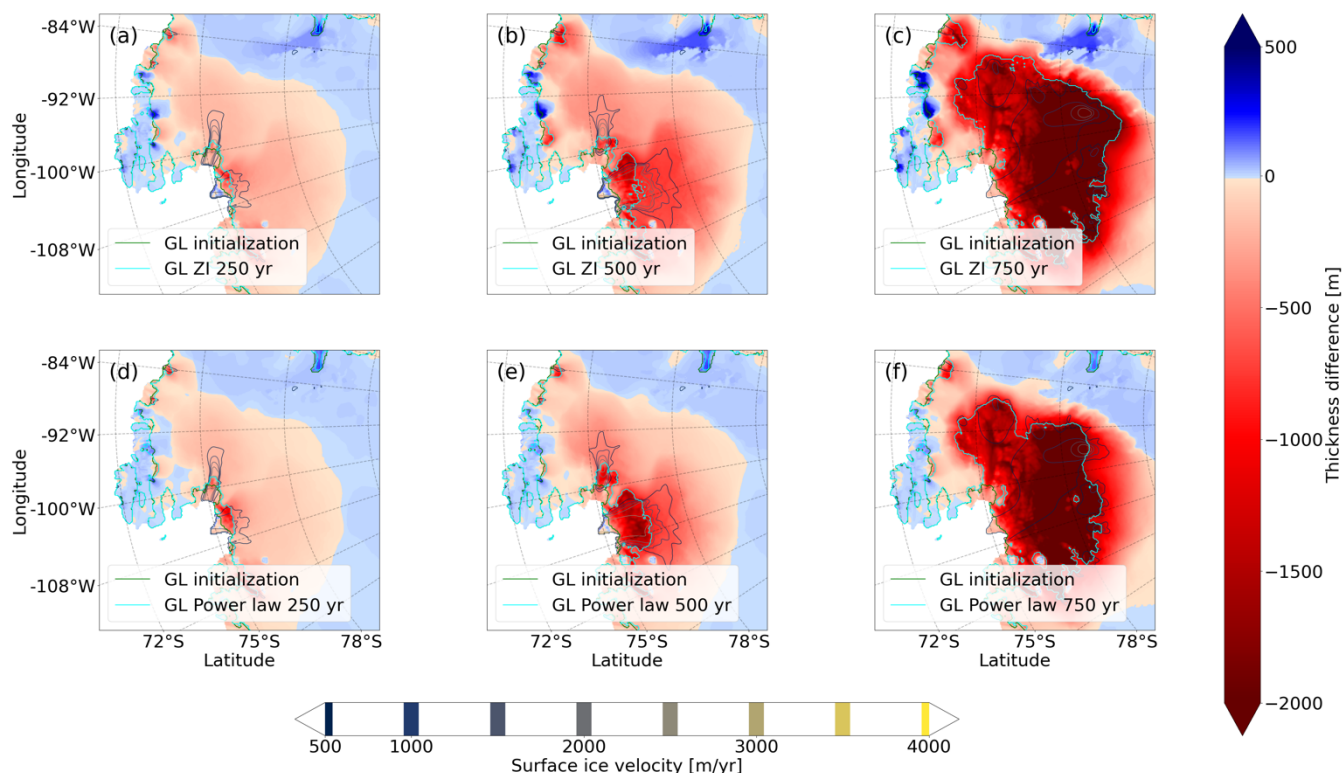 (a)
-84°W
-92°W
-100°W
-108°W
Longitude
GL initialization
GL ZI 250 yr
(b)
GL initialization
GL ZI 500 yr
(c)
GL initialization
GL ZI 750 yr
(d)
-84°W
-92°W
-100°W
-108°W
Longitude
GL initialization
GL Power law 250 yr
72°S 75°S 78°S
Latitude
(e)
GL initialization
GL Power law 500 yr
72°S 75°S 78°S
Latitude
(f)
GL initialization
GL Power law 750 yr
72°S 75°S 78°S
Latitude
500
0
−500
−1000
−1500
−2000
Thickness difference [m]
500 1000 2000 3000 4000
Surface ice velocity [m/yr]